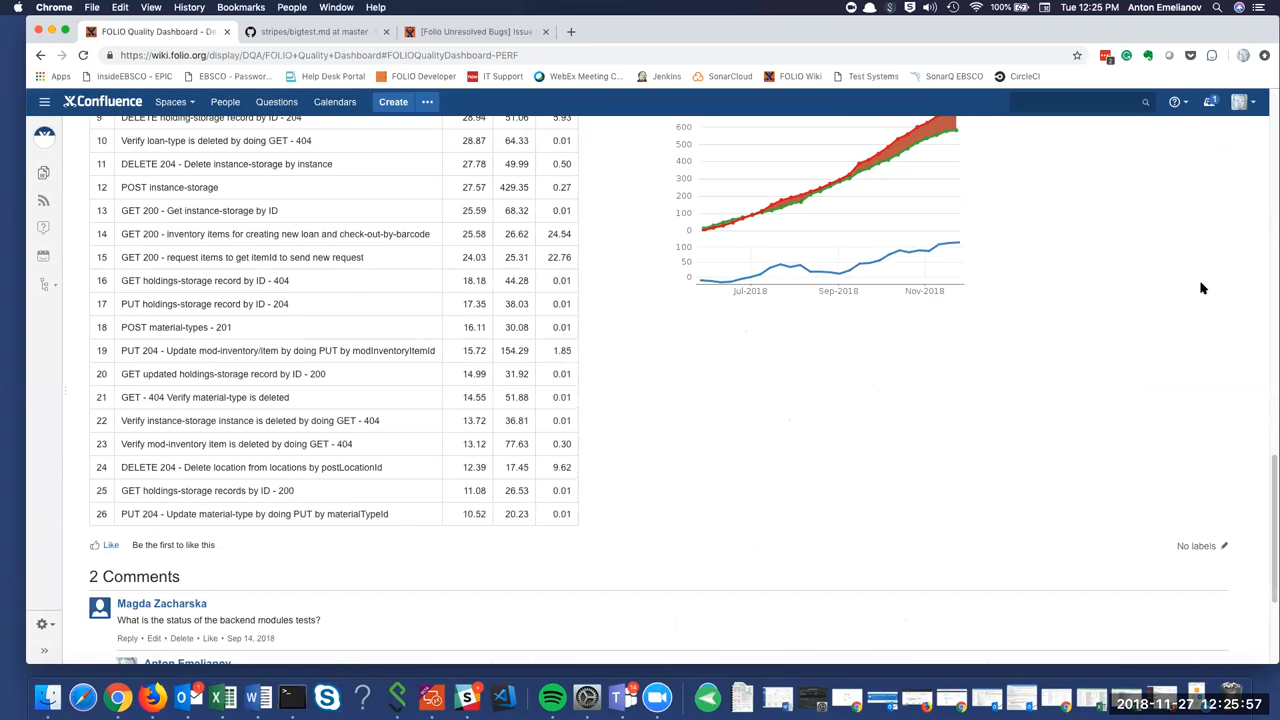 Chrome File Edit View History Bookmarks People Window Help 100% Tue 12:25 PM Anton Emelianov
FOLIO Quality Dashboard - De stripes/bigtest.md at master [Folio Unresolved Bugs] Issue
https://wiki.folio.org/display/DQA/FOLIO+Quality+Dashboard#FOLIOQualityDashboard-PERF
Apps insideEBSCO - EPIC EBSCO - Passwor... Help Desk Portal FOLIO Developer IT Support WebEx Meeting C... Jenkins SonarCloud FOLIO Wiki Test Systems SonarQ EBSCO CircleCI
Confluence Spaces People Questions Calendars Create
9 DELETE holding-storage record by ID - 204 28.94 51.06 5.93
10 Verify loan-type is deleted by doing GET - 404 28.87 64.33 0.01
11 DELETE 204 - Delete instance-storage by instance 27.78 49.99 0.50
12 POST instance-storage 27.57 429.35 0.27
13 GET 200 - Get instance-storage by ID 25.59 68.32 0.01
14 GET 200 - inventory items for creating new loan and check-out-by-barcode 25.58 26.62 24.54
15 GET 200 - request items to get itemId to send new request 24.03 25.31 22.76
16 GET holdings-storage record by ID - 404 18.18 44.28 0.01
17 PUT holdings-storage record by ID - 204 17.35 38.03 0.01
18 POST material-types - 201 16.11 30.08 0.01
19 PUT 204 - Update mod-inventory/item by doing PUT by modInventoryItemId 15.72 154.29 1.85
20 GET updated holdings-storage record by ID - 200 14.99 31.92 0.01
21 GET - 404 Verify material-type is deleted 14.55 51.88 0.01
22 Verify instance-storage instance is deleted by doing GET - 404 13.72 36.81 0.01
23 Verify mod-inventory item is deleted by doing GET - 404 13.12 77.63 0.30
24 DELETE 204 - Delete location from locations by postLocationId 12.39 17.45 9.62
25 GET holdings-storage records by ID - 200 11.08 26.53 0.01
26 PUT 204 - Update material-type by doing PUT by materialTypeId 10.52 20.23 0.01
600
500
400
300
200
100
0
100
50
0
Jul-2018 Sep-2018 Nov-2018
Like Be the first to like this No labels
2 Comments
Magda Zacharska
What is the status of the backend modules tests?
Reply • Edit • Delete • Like • Sep 14, 2018
Anton Emelianov
2018-11-27 12:25:57